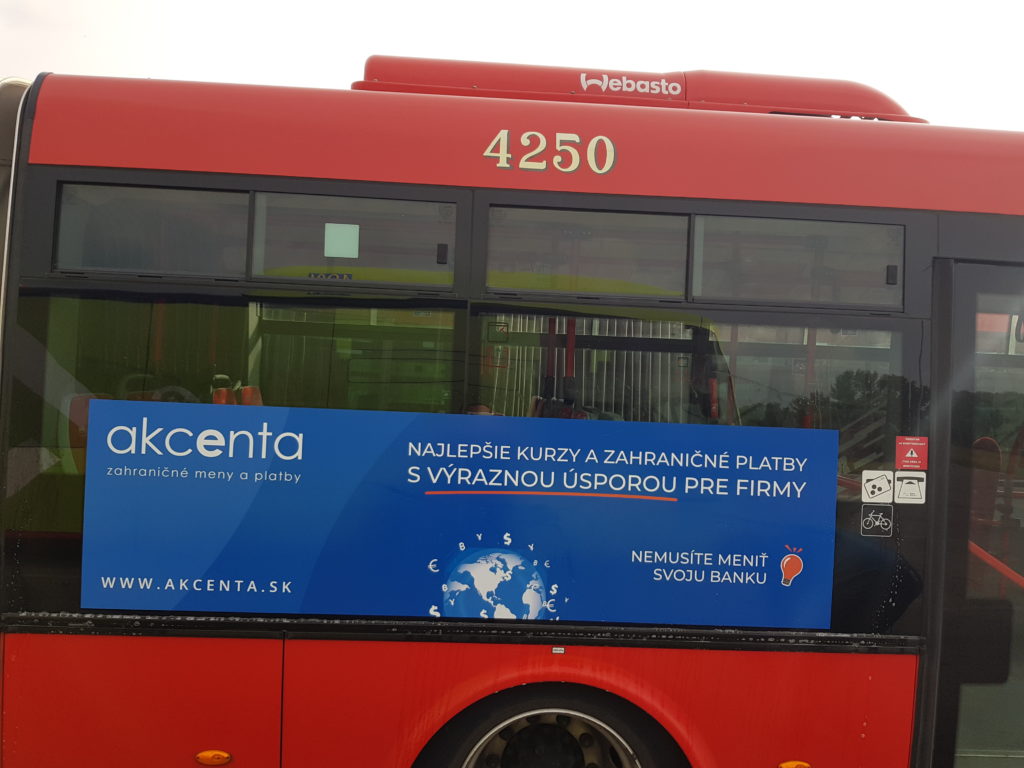 Webasto
4250
akcenta
zahraničné meny a platby
NAJLEPŠIE KURZY A ZAHRANIČNÉ PLATBY
S VÝRAZNOU ÚSPOROU PRE FIRMY
NEMUSÍTE MENIŤ
SVOJU BANKU
WWW.AKCENTA.SK